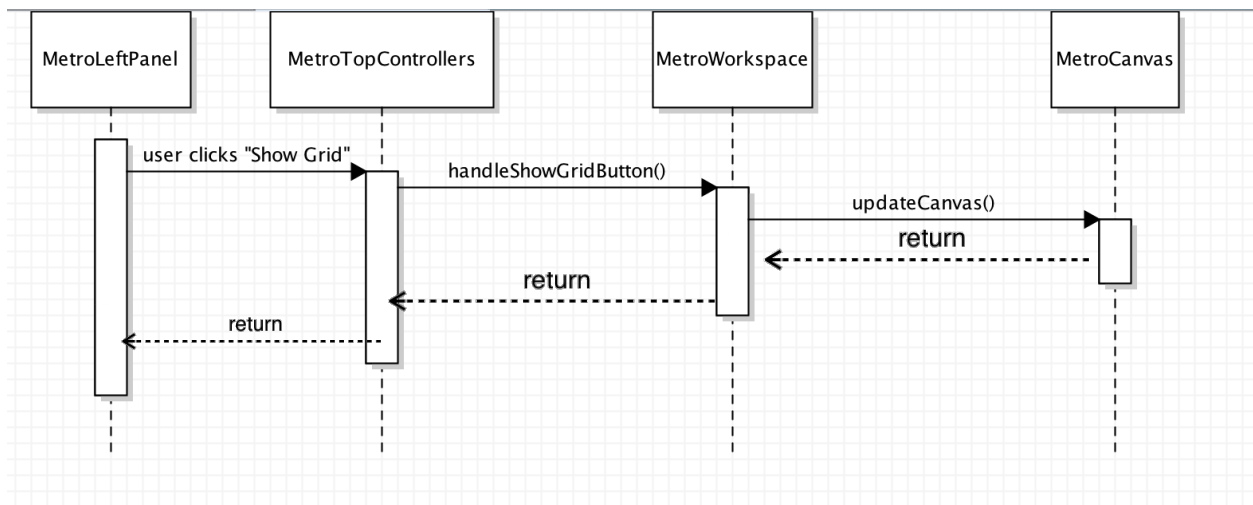 MetroLeftPanel
MetroTopControllers
MetroWorkspace
MetroCanvas
user clicks "Show Grid"
handleShowGridButton()
updateCanvas()
return
return
return